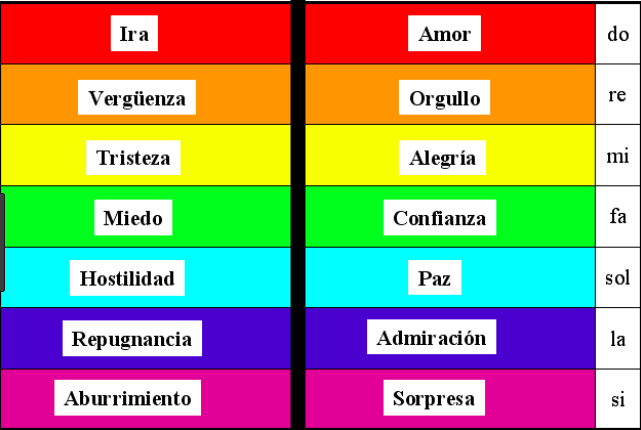 Ira Amor do
Vergüenza Orgullo re
Tristeza Alegría mi
Miedo Confianza fa
Hostilidad Paz sol
Repugnancia Admiración la
Aburrimiento Sorpresa si